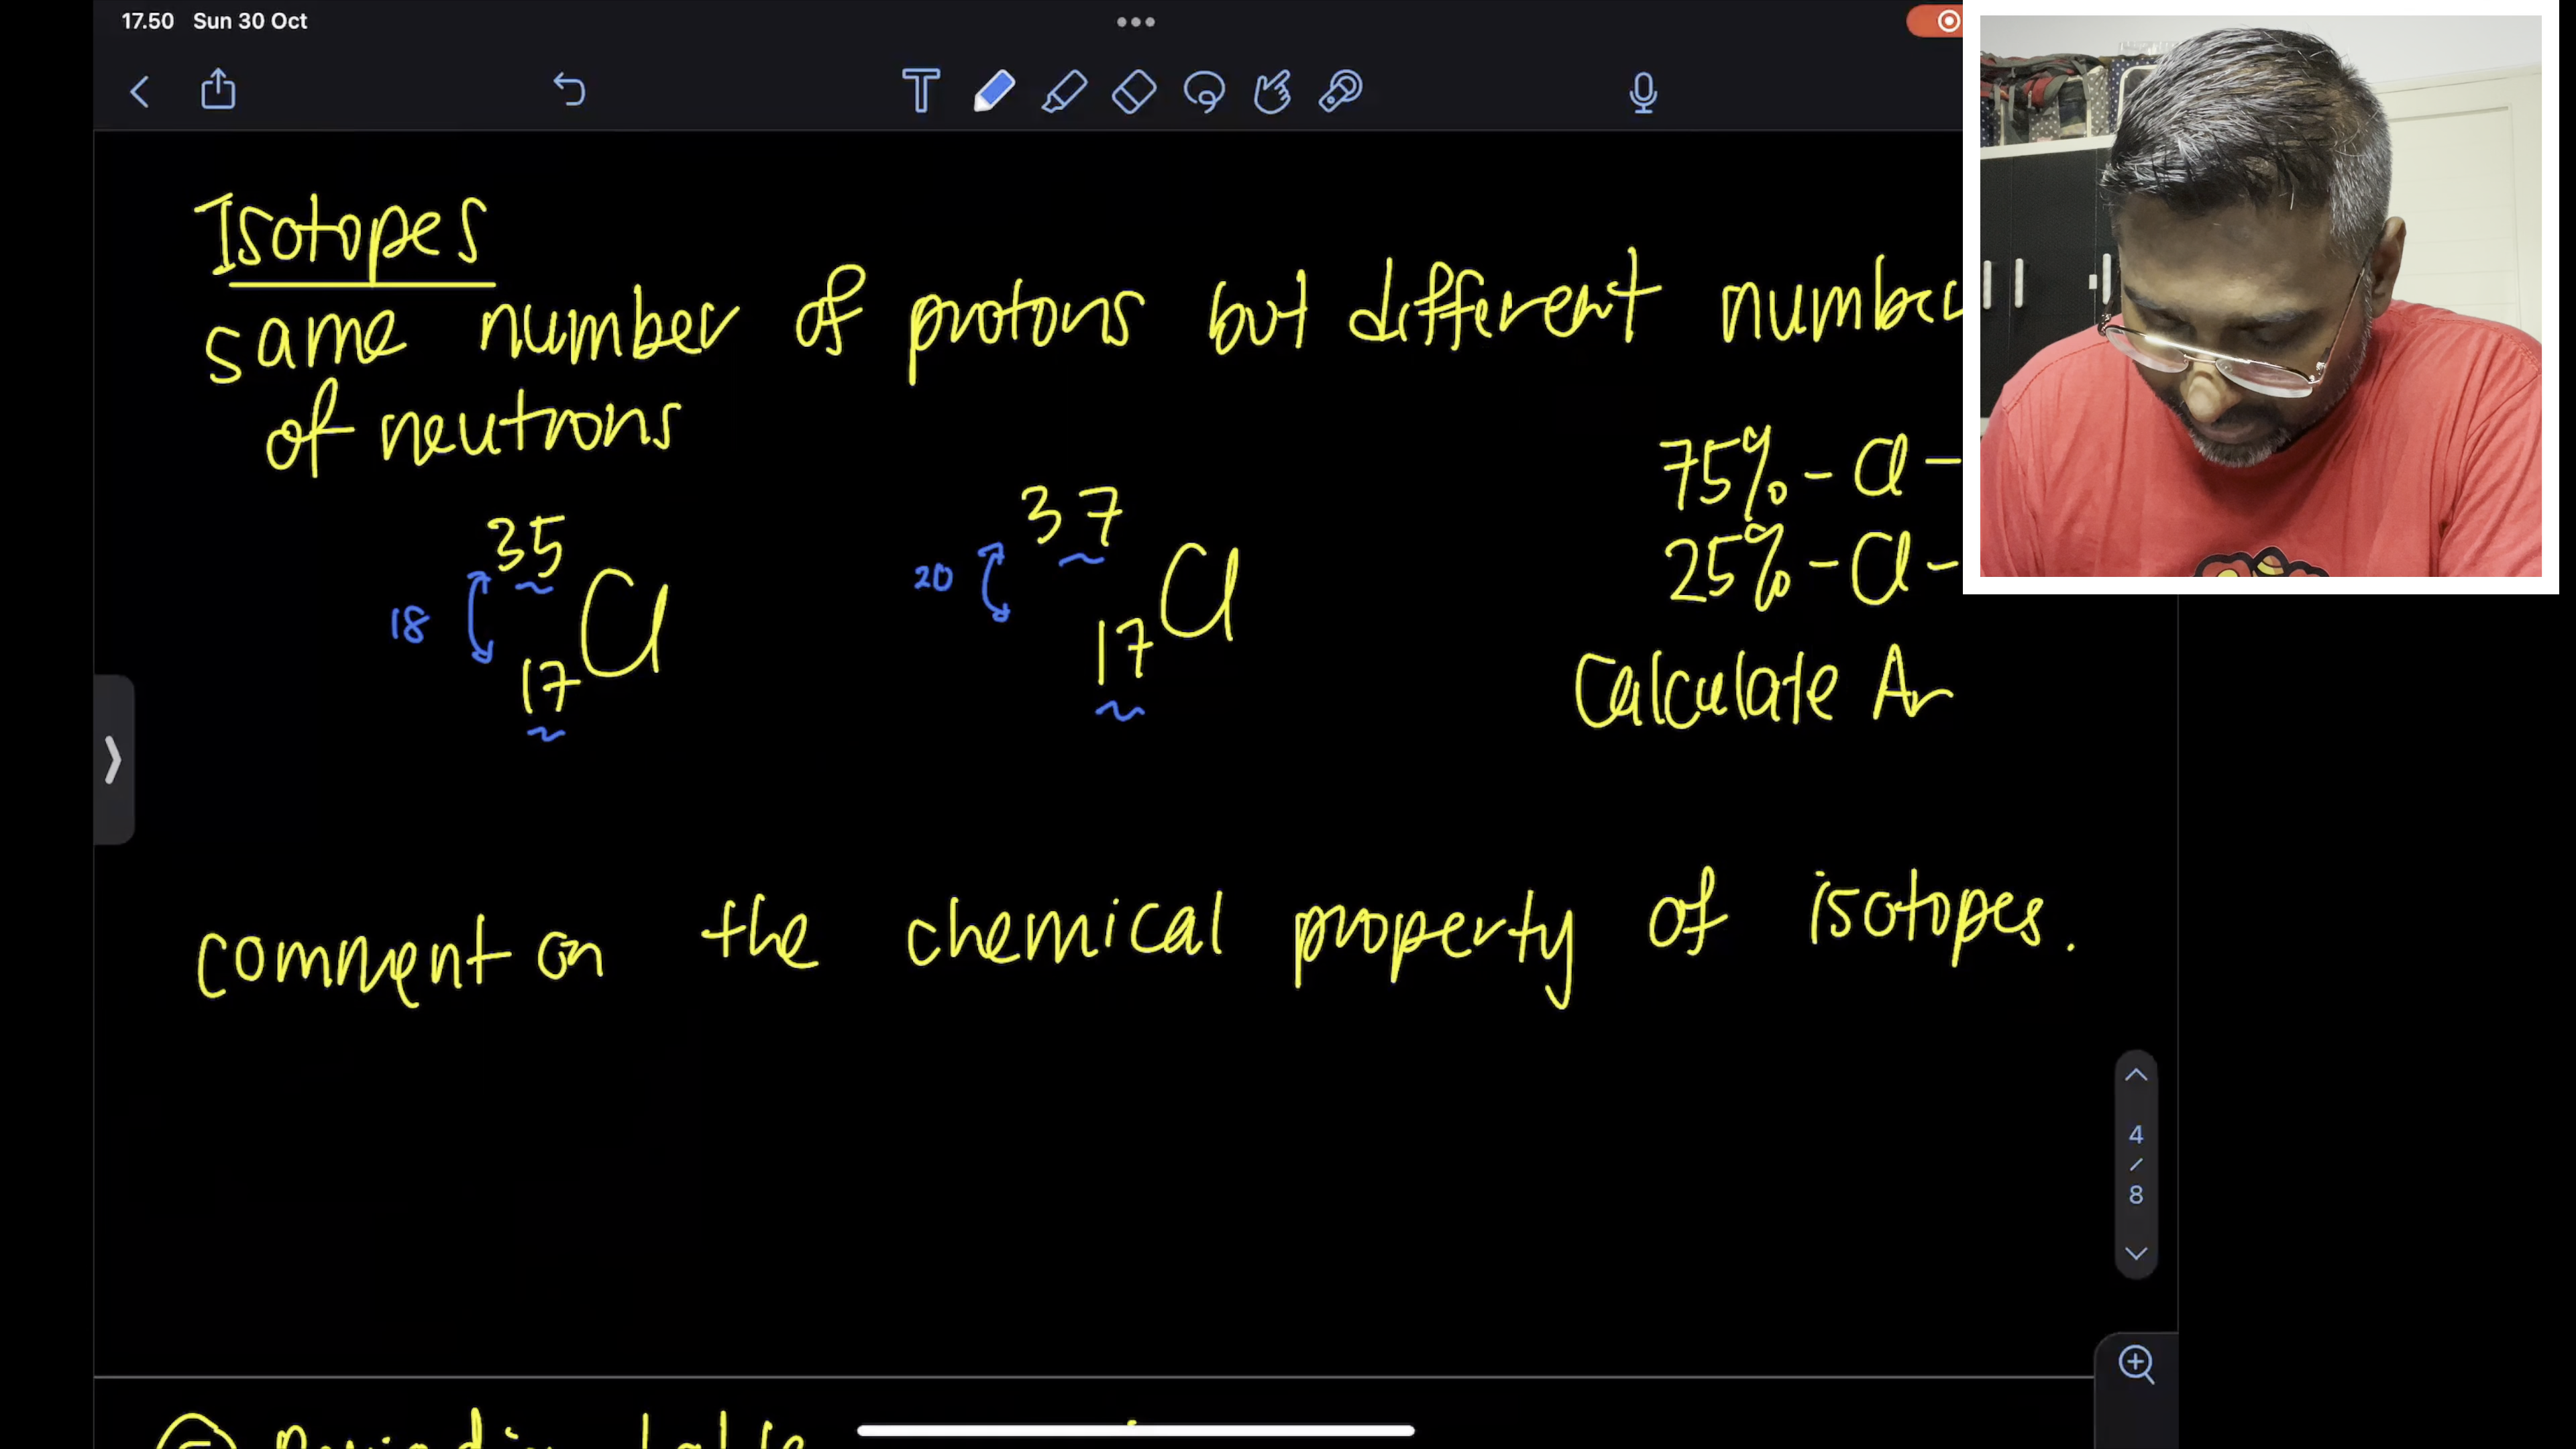 17.50 Sun 30 Oct
Isotopes
same number of protons but different number
of neutrons
75% - Cl -
35
37
20
25% - Cl -
18
Cl
Cl
17
17
Calculate Ar
comment on the chemical property of isotopes.
4
/
8